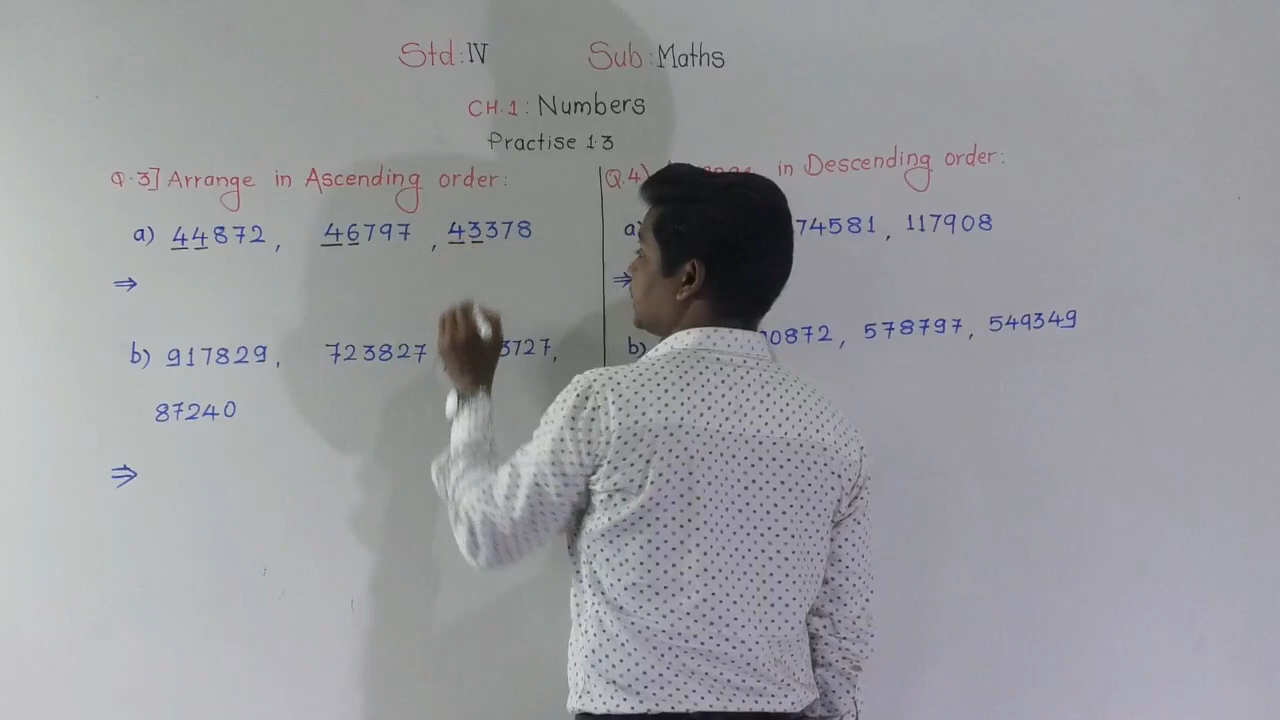 Std: IV Sub: Maths
CH.1: Numbers
Practise 1.3
Q.3] Arrange in Ascending order:
a) 44872, 46797, 43378
⇒
b) 917829, 723827 3727,
87240
⇒
Q.4) in Descending order:
a) 74581, 117908
⇒
b) 0872, 578797, 549349